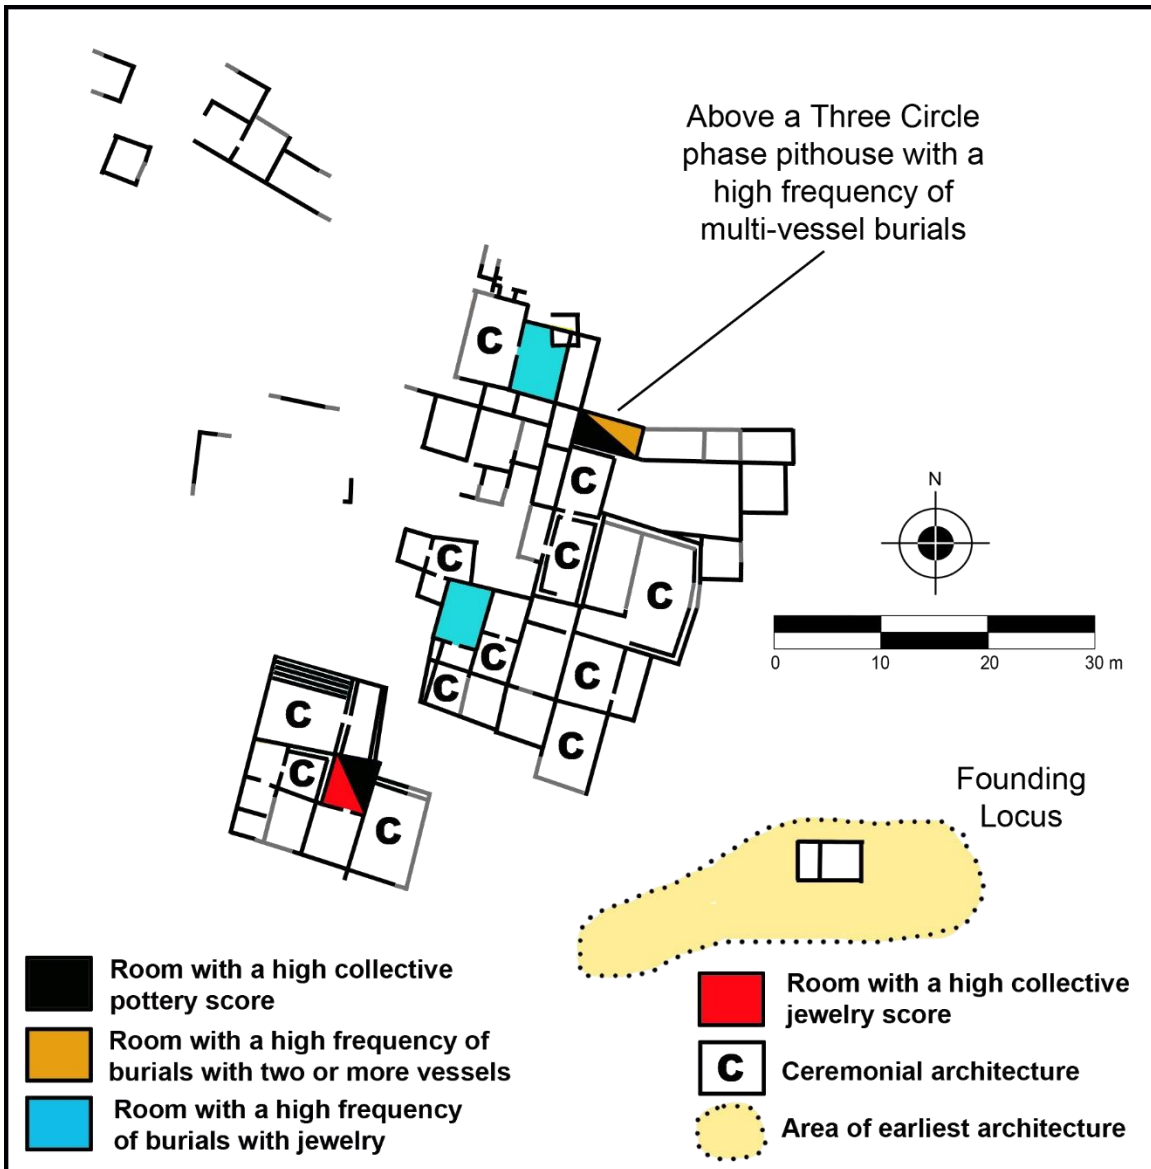 Above a Three Circle
phase pithouse with a
high frequency of
multi-vessel burials
C
C
N
C
C
C
C
C
C
C
C
C
C
0 10 20 30 m
Founding
Locus
Room with a high collective
pottery score
Room with a high frequency of
burials with two or more vessels
Room with a high frequency
of burials with jewelry
Room with a high collective
jewelry score
C Ceremonial architecture
Area of earliest architecture